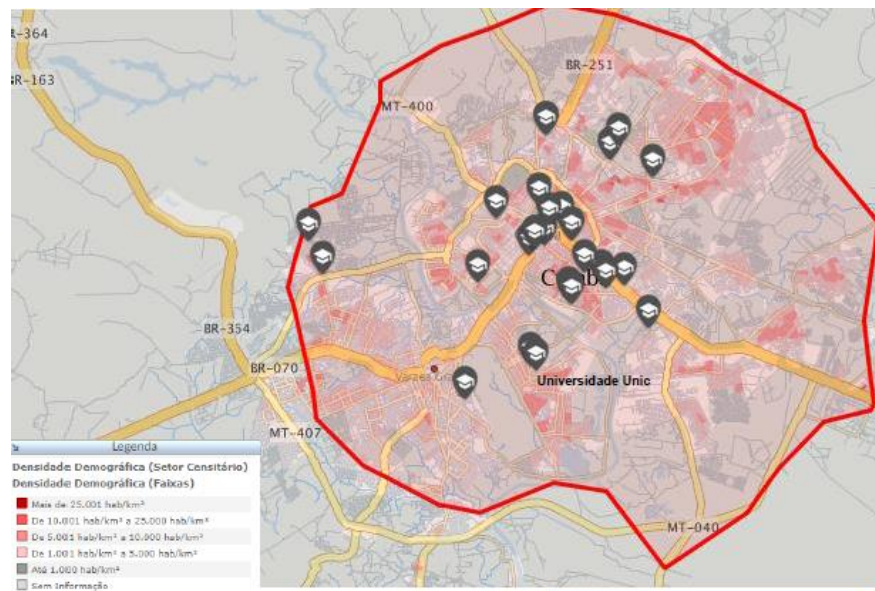 R-364
BR-251
GR-163
MT-400
BR-354
BR-070
Universidade Unic
MT-407
MT-040
Legenda
Densidade Demográfica (Setor Censitário)
Densidade Demográfica (Faixas)
Mais de 25.001 hab/km²
De 10.001 hab/km² a 25.000 hab/km²
De 5.001 hab/km² a 10.000 hab/km²
De 1.001 hab/km² a 5.000 hab/km²
Até 1.000 hab/km²
Sem Informação